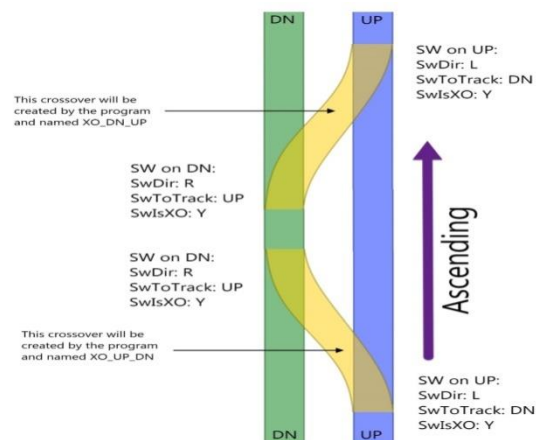 DN
UP
SW on UP:
SwDir: L
SwToTrack: DN
SwIsXO: Y
This crossover will be
created by the program
and named XO_DN_UP
SW on DN:
SwDir: R
SwToTrack: UP
SwIsXO: Y
SW on DN:
SwDir: R
SwToTrack: UP
SwIsXO: Y
Ascending
This crossover will be
created by the program
and named XO_UP_DN
SW on UP:
SwDir: L
SwToTrack: DN
SwIsXO: Y
DN
UP